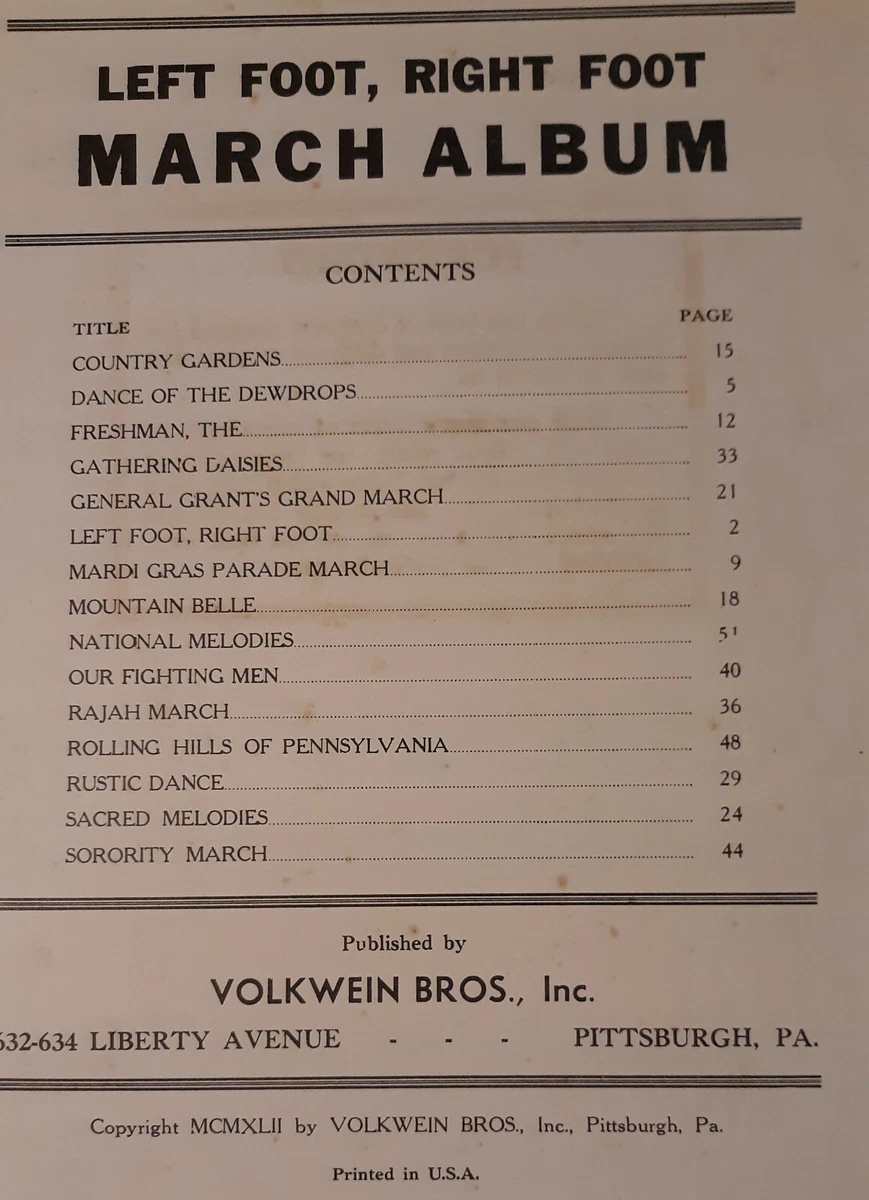 LEFT FOOT, RIGHT FOOT
MARCH ALBUM
CONTENTS
TITLE PAGE
COUNTRY GARDENS 15
DANCE OF THE DEWDROPS 5
FRESHMAN, THE 12
GATHERING DAISIES 33
GENERAL GRANT'S GRAND MARCH 21
LEFT FOOT, RIGHT FOOT 2
MARDI GRAS PARADE MARCH 9
MOUNTAIN BELLE 18
NATIONAL MELODIES 51
OUR FIGHTING MEN 40
RAJAH MARCH 36
ROLLING HILLS OF PENNSYLVANIA 48
RUSTIC DANCE 29
SACRED MELODIES 24
SORORITY MARCH 44
Published by
VOLKWEIN BROS., Inc.
632-634 LIBERTY AVENUE - - - PITTSBURGH, PA.
Copyright MCMXLII by VOLKWEIN BROS., Inc., Pittsburgh, Pa.
Printed in U.S.A.